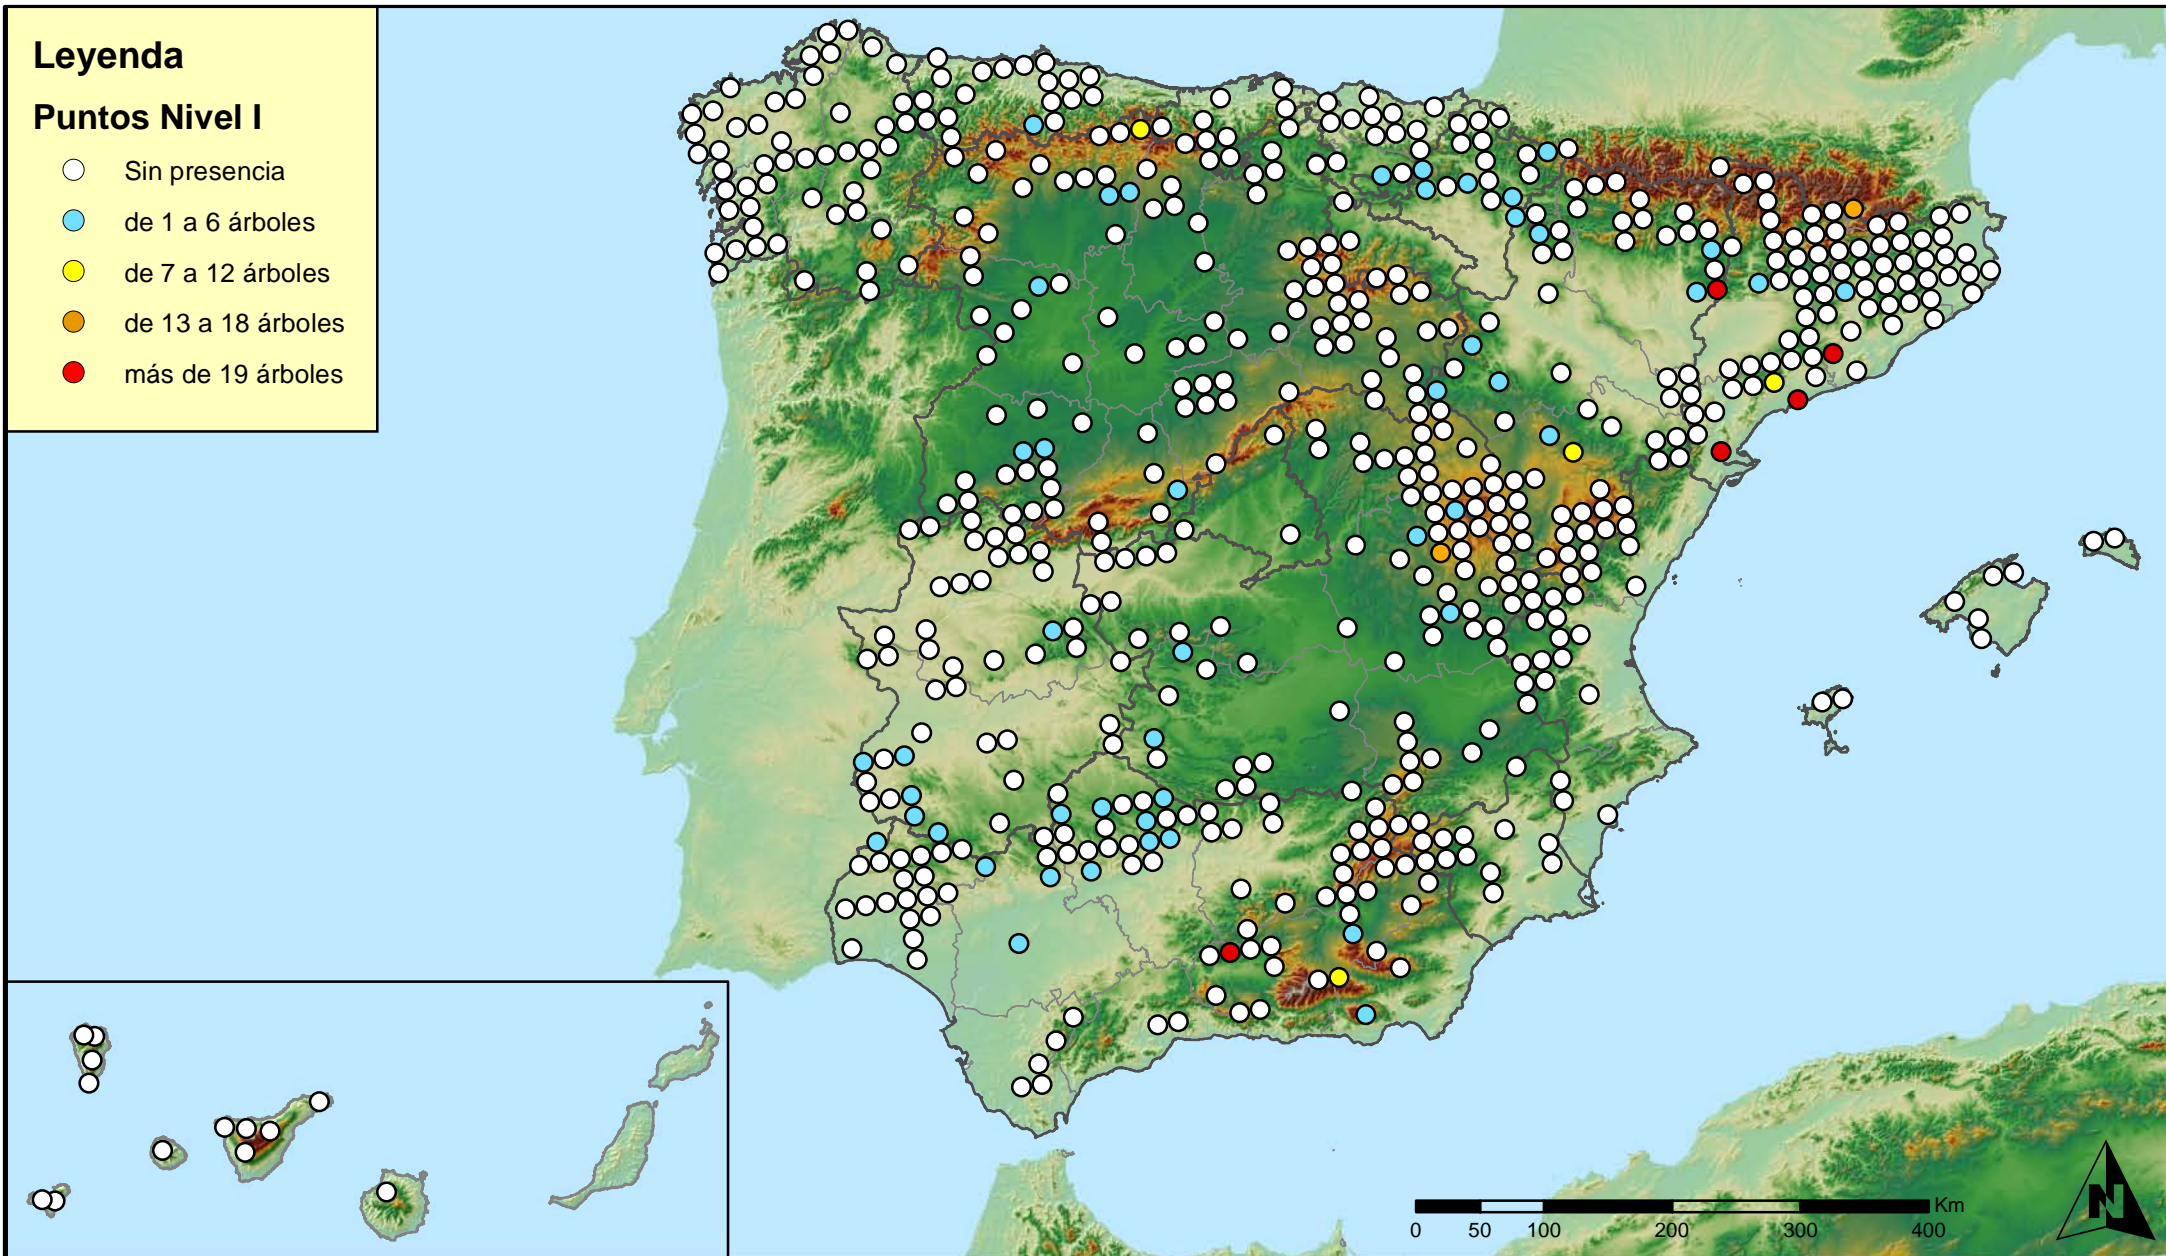 Leyenda
Puntos Nivel I
Sin presencia
de 1 a 6 árboles
de 7 a 12 árboles
de 13 a 18 árboles
más de 19 árboles
Km
0 50 100 200 300 400
N